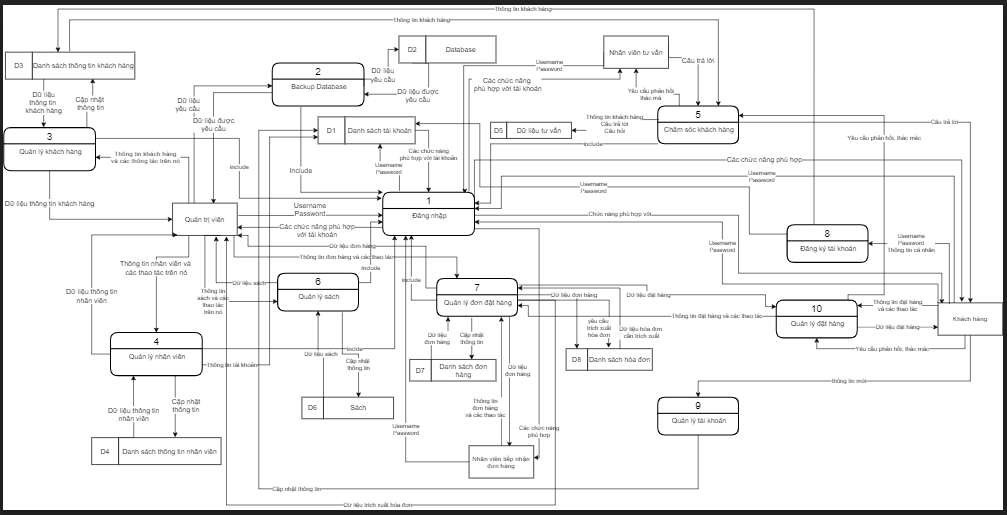 Thông tin khách hàng
Thông tin khách hàng
D3
Danh sách thông tin khách hàng
D2
Database
Nhân viên tư vấn
Câu trả lời
Username
Password
2
Backup Database
Dữ liệu
yêu cầu
Dữ liệu được
yêu cầu
Các chức năng
phù hợp với tài khoản
Yêu cầu phản hồi
thắc mắ
Dữ liệu
thông tin
khách hàng
Cập nhật
thông tin
Dữ liệu
yêu cầu
Dữ liệu được
yêu cầu
5
Chăm sóc khách hàng
Thông tin khách hàng
Câu trả lời
Câu hỏi
D5
Dữ liệu tư vấn
include
Câu trả lời
Yêu cầu phản hồi, thắc mắc
D1
Danh sách tài khoản
3
Quản lý khách hàng
Thông tin khách hàng
và các thông tác trên nó
include
Include
Username
Password
Các chức năng
phù hợp với tài khoản
Các chức năng phù hợp
Username
Password
Username
Password
Dữ liệu thông tin khách hàng
Quản trị viên
Username
Password
Các chức năng phù hợp
với tài khoản
1
Đăng nhập
Chức năng phù hợp với
Username
Password
8
Đăng ký tài khoản
Username
Password
Thông tin cá nhân
Dữ liệu đơn hàng
Thông tin đơn hàng và các thao tác
Thông tin nhân viên và
các thao tác trên nó
include
include
Dữ liệu thông tin
nhân viên
Thông tin
sách và các
thao tác
trên nó
Dữ liệu sách
6
Quản lý sách
7
Quản lý đơn đặt hàng
Dữ liệu đơn hàng
Dữ liệu đặt hàng
yêu cầu
trích xuất
hóa đơn
Dữ liệu hóa đơn
cần trích xuất
Thông tin đặt hàng và các thao tác
10
Quản lý đặt hàng
Thông tin đặt hàng
và các thao tác
Dữ liệu đặt hàng
Khách hàng
Yêu cầu phản hồi, thắc mắc
4
Quản lý nhân viên
include
Thông tin tài khoản
Dữ liệu sách
Cập nhật
thông tin
Dữ liệu
đơn hàng
Cập nhật
thông tin
Dữ liệu
đơn hàng
D7
Danh sách đơn
hàng
D8
Danh sách hóa đơn
thông tin mới
9
Quản lý tài khoản
Dữ liệu thông tin
nhân viên
Cập nhật
thông tin
D6
Sách
Thông tin
đơn hàng
và các thao tác
Username
Password
Các chức năng
phù hợp
D4
Danh sách thông tin nhân viên
Nhân viên tiếp nhận
đơn hàng
Cập nhật thông tin
Dữ liệu trích xuất hóa đơn